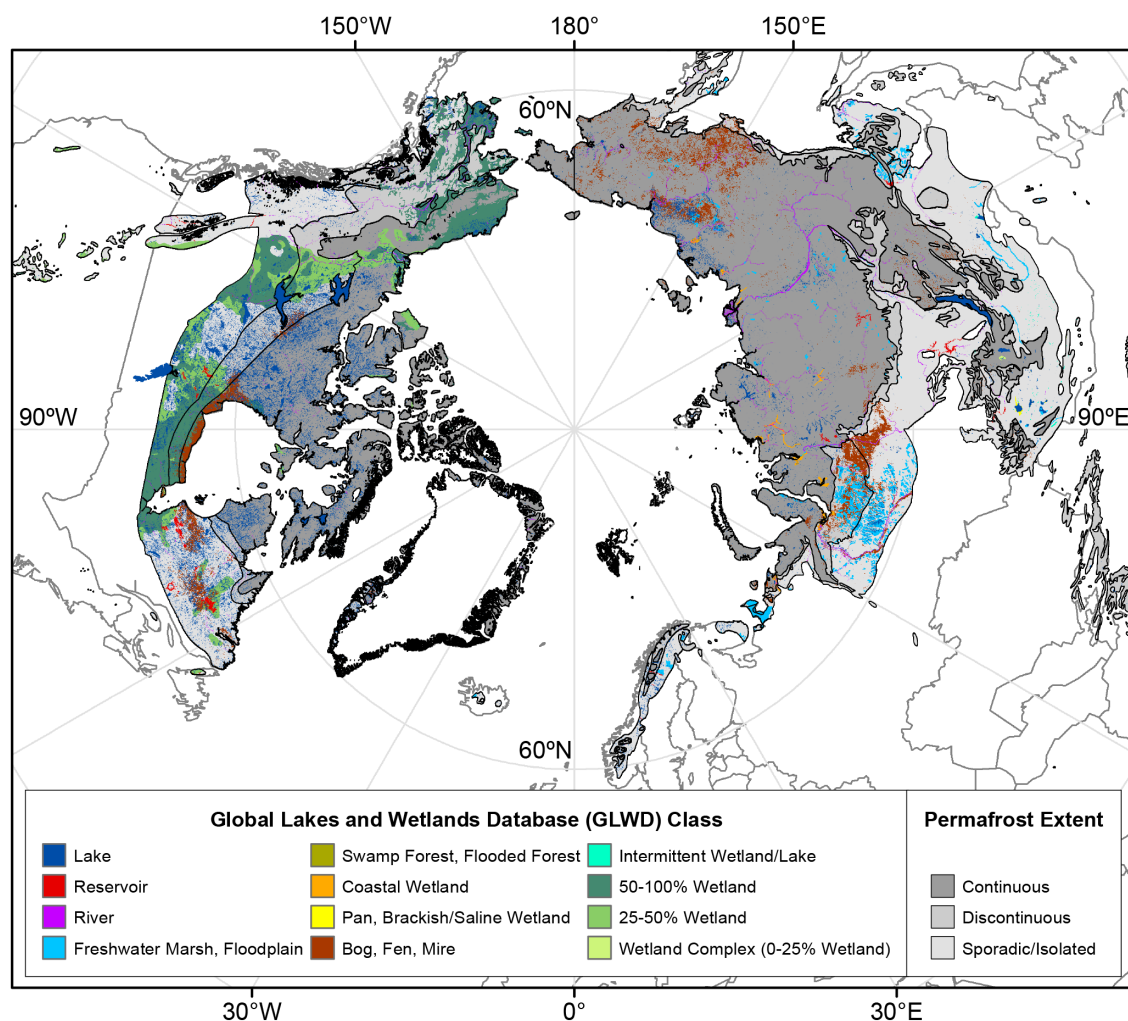 150°W 180° 150°E
60ºN
90ºW
90ºE
60ºN
Global Lakes and Wetlands Database (GLWD) Class
Lake
Reservoir
River
Freshwater Marsh, Floodplain
Swamp Forest, Flooded Forest
Coastal Wetland
Pan, Brackish/Saline Wetland
Bog, Fen, Mire
Intermittent Wetland/Lake
50-100% Wetland
25-50% Wetland
Wetland Complex (0-25% Wetland)
Permafrost Extent
Continuous
Discontinuous
Sporadic/Isolated
30°W 0° 30°E